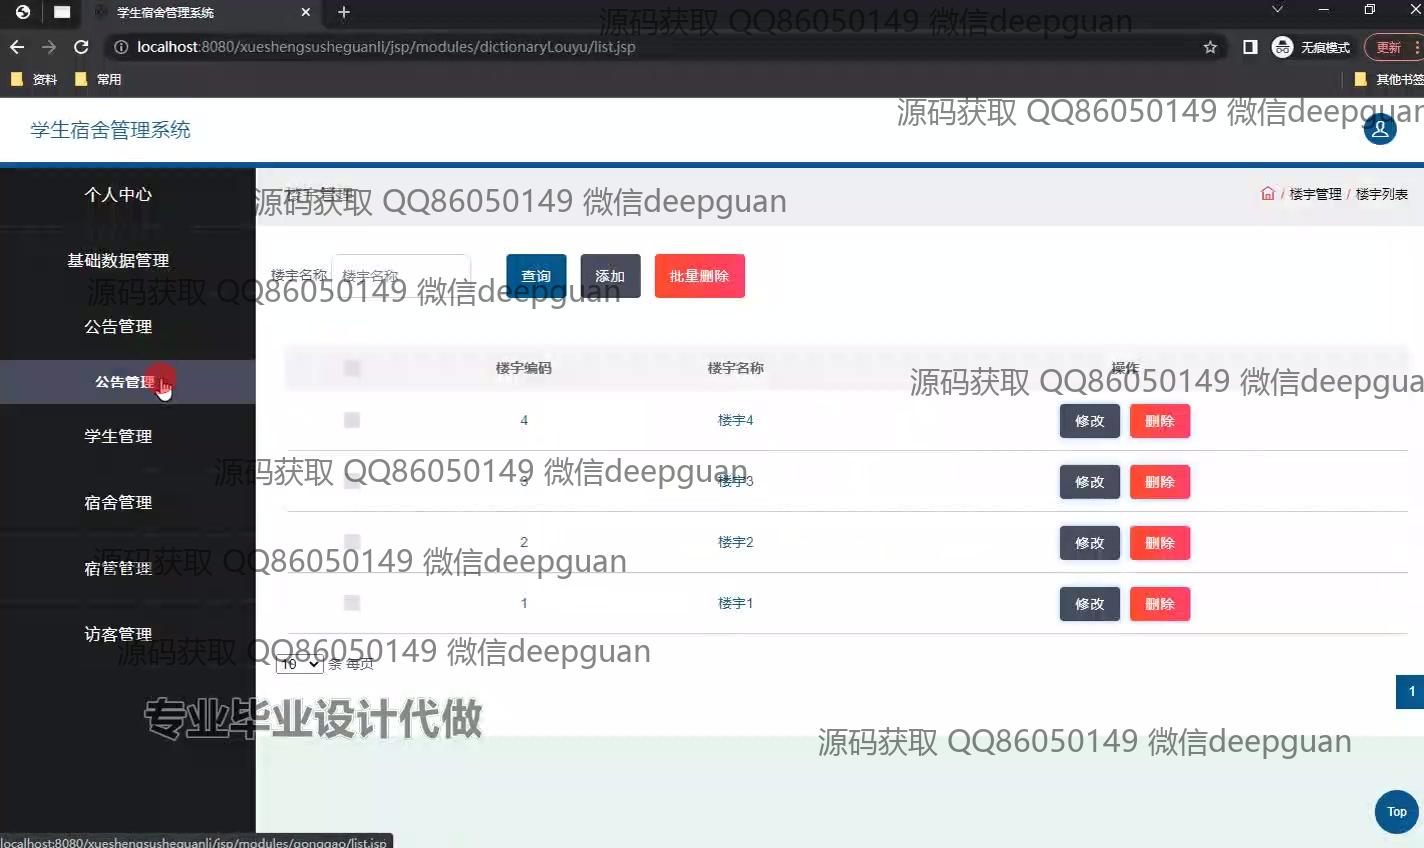 学生宿舍管理系统
源码获取 QQ86050149 微信deepguan
localhost:8080/xueshengsusheguanli/jsp/modules/dictionaryLouyu/list.jsp
无痕模式
更新
资料
常用
其他书签
源码获取 QQ86050149 微信deepguan
学生宿舍管理系统
个人中心
楼宇管理
源码获取 QQ86050149 微信deepguan
/ 楼宇管理 / 楼宇列表
基础数据管理
楼宇名称
楼宇名称
查询
添加
批量删除
源码获取 QQ86050149 微信deepguan
公告管理
公告管理
楼宇编码
楼宇名称
操作
源码获取 QQ86050149 微信deepgua
4
楼宇4
修改
删除
学生管理
源码获取 QQ86050149 微信deepguan
3
楼宇3
修改
删除
宿舍管理
2
楼宇2
修改
删除
源码获取 QQ86050149 微信deepguan
宿管管理
1
楼宇1
修改
删除
访客管理
源码获取 QQ86050149 微信deepguan
10
条 每页
1
专业毕业设计代做
源码获取 QQ86050149 微信deepguan
Top
localhost:8080/xueshengsusheguanli/jsp/modules/gonggao/list.jsp